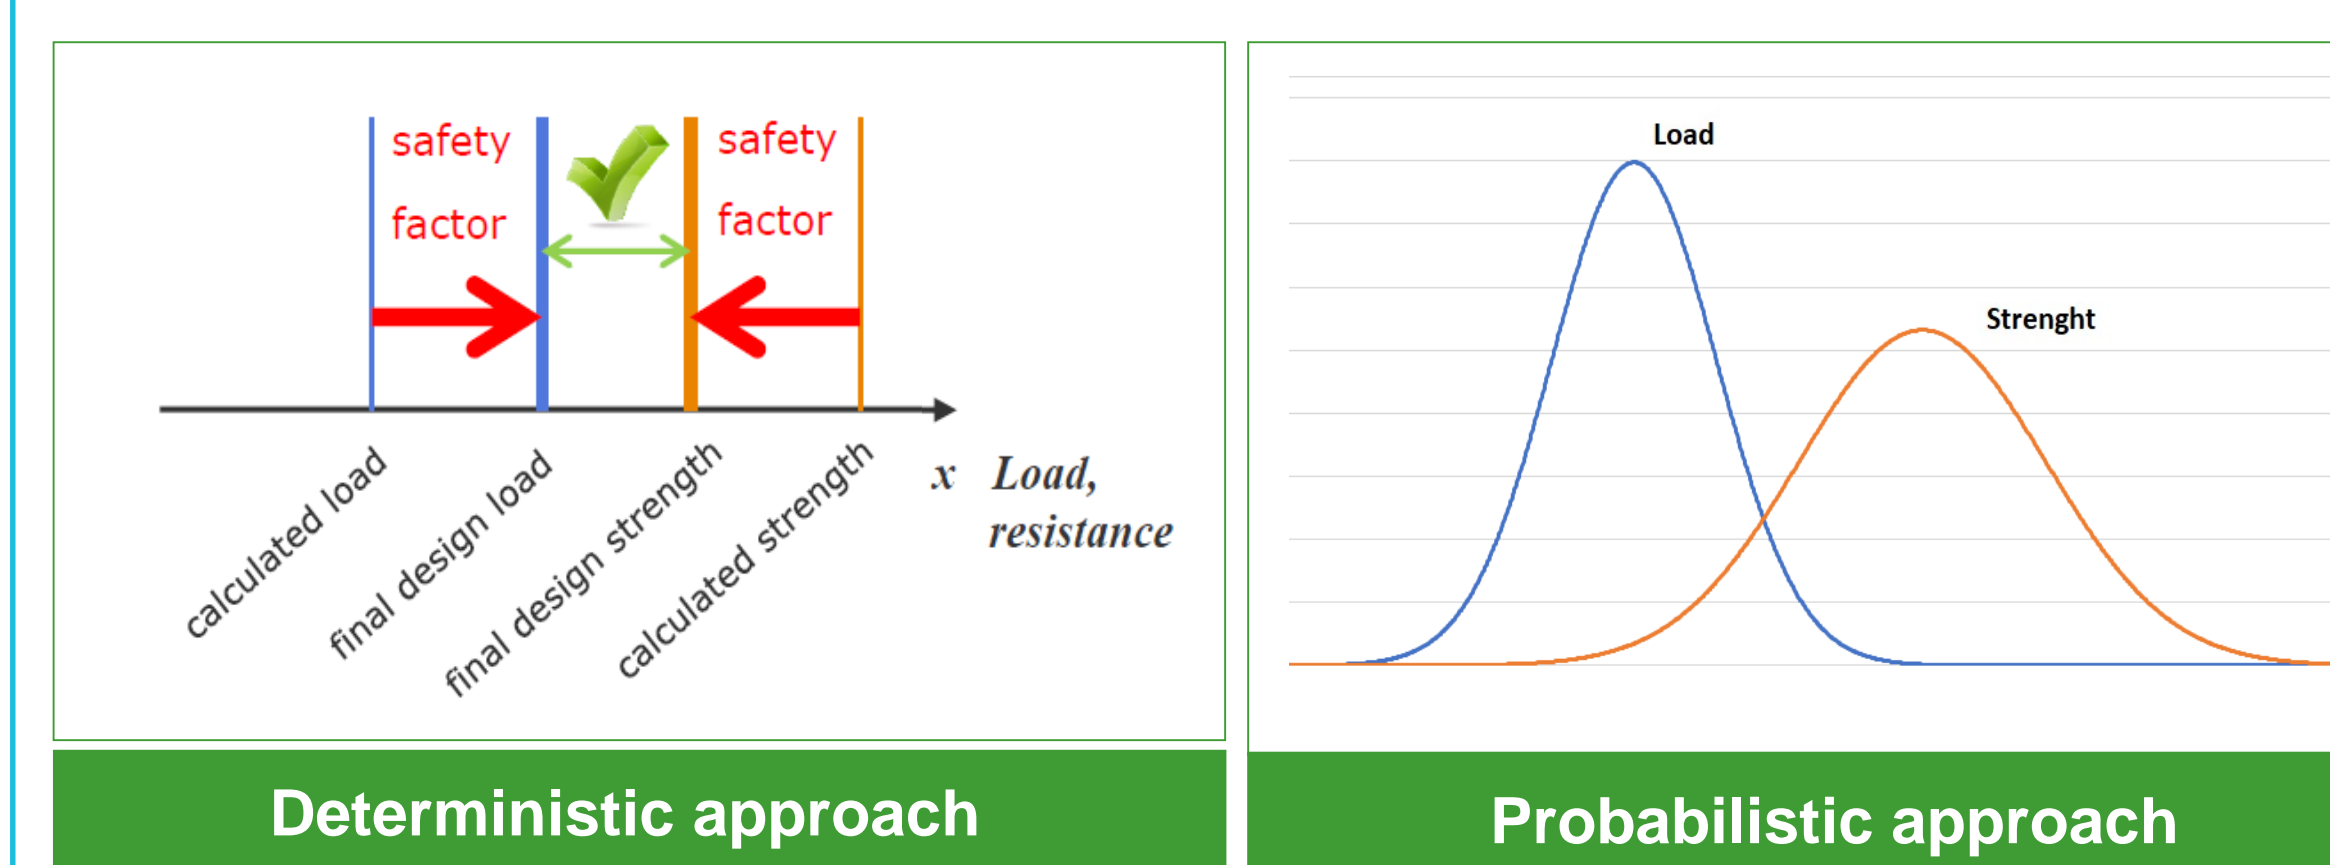 safety
factor
safety
factor
calculated load
final design load
final design strength
calculated strength
x Load,
resistance
Deterministic approach
Load
Strenght
Probabilistic approach